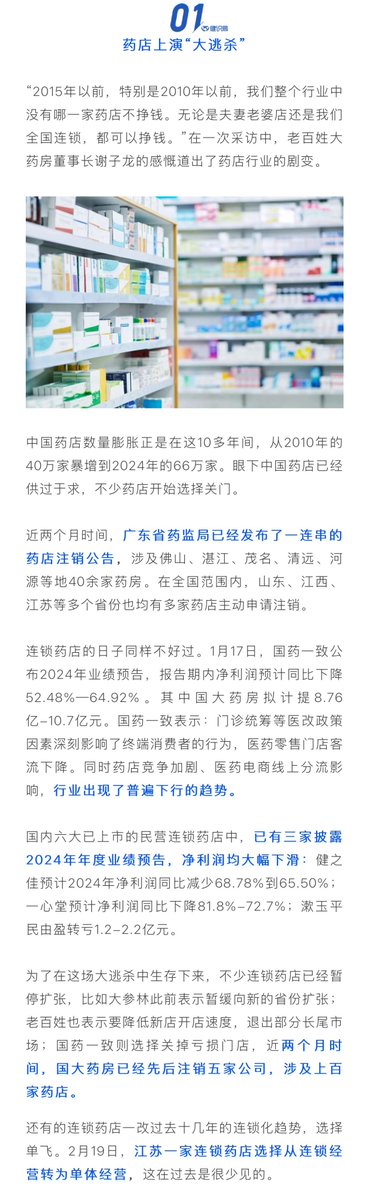 01
健识局
药店上演“大逃杀”
“2015年以前，特别是2010年以前，我们整个行业中
没有哪一家药店不挣钱。无论是夫妻老婆店还是我们
全国连锁，都可以挣钱。”在一次采访中，老百姓大
药房董事长谢子龙的感慨道出了药店行业的剧变。
中国药店数量膨胀正是在这10多年间，从2010年的
40万家暴增到2024年的66万家。眼下中国药店已经
供过于求，不少药店开始选择关门。
近两个月时间，广东省药监局已经发布了一连串的
药店注销公告，涉及佛山、湛江、茂名、清远、河
源等地40余家药房。在全国范围内，山东、江西、
江苏等多个省份也均有多家药店主动申请注销。
连锁药店的日子同样不好过。1月17日，国药一致公
布2024年业绩预告，报告期内净利润预计同比下降
52.48%—64.92%。其中国大药房拟计提8.76
亿-10.7亿元。国药一致表示：门诊统筹等医改政策
因素深刻影响了终端消费者的行为，医药零售门店客
流下降。同时药店竞争加剧、医药电商线上分流影
响，行业出现了普遍下行的趋势。
国内六大已上市的民营连锁药店中，已有三家披露
2024年年度业绩预告，净利润均大幅下滑：健之
佳预计2024年净利润同比减少68.78%到65.50%；
一心堂预计净利润同比下降81.8%-72.7%；漱玉平
民由盈转亏1.2-2.2亿元。
为了在这场大逃杀中生存下来，不少连锁药店已经暂
停扩张，比如大参林此前表示暂缓向新的省份扩张；
老百姓也表示要降低新店开店速度，退出部分长尾市
场；国药一致则选择关掉亏损门店，近两个月时
间，国大药房已经先后注销五家公司，涉及上百
家药店。
还有的连锁药店一改过去十几年的连锁化趋势，选择
单飞。2月19日，江苏一家连锁药店选择从连锁经
营转为单体经营，这在过去是很少见的。